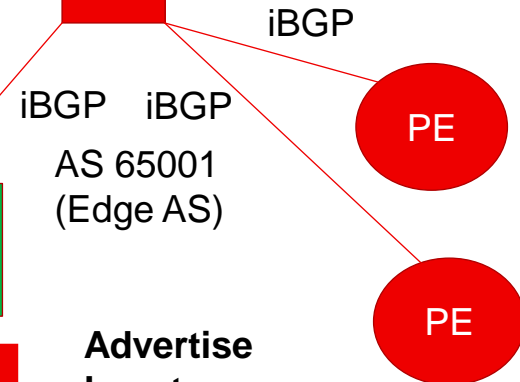 iBGP
iBGP iBGP
PE
AS 65001
(Edge AS)
PE
Advertise